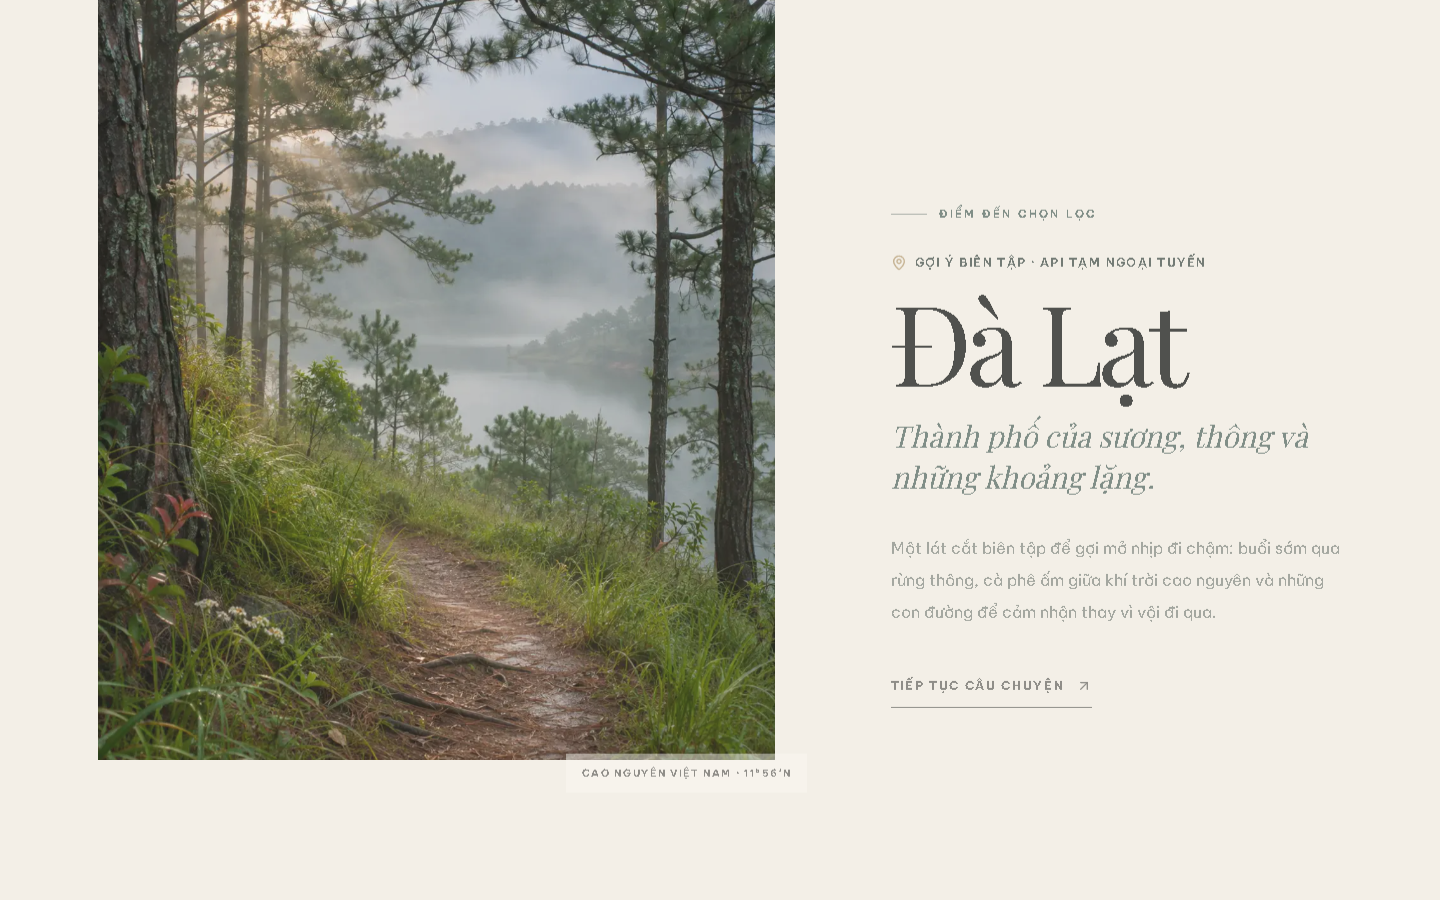 ĐIỂM ĐẾN CHỌN LỌC
GỢI Ý BIÊN TẬP · API TẠM NGOẠI TUYẾN
Đà Lạt
Thành phố của sương, thông và
những khoảng lặng.
Một lát cắt biên tập để gợi mở nhịp đi chậm: buổi sớm qua
rừng thông, cà phê ấm giữa khí trời cao nguyên và những
con đường để cảm nhận thay vì vội đi qua.
TIẾP TỤC CÂU CHUYỆN
CAO NGUYÊN VIỆT NAM · 11°56′N